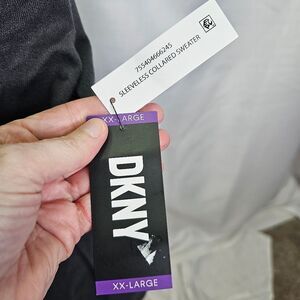 755404666245
SLEEVELESS COLLARED SWEATER
XX-LARGE
DKNY
XX-LARGE